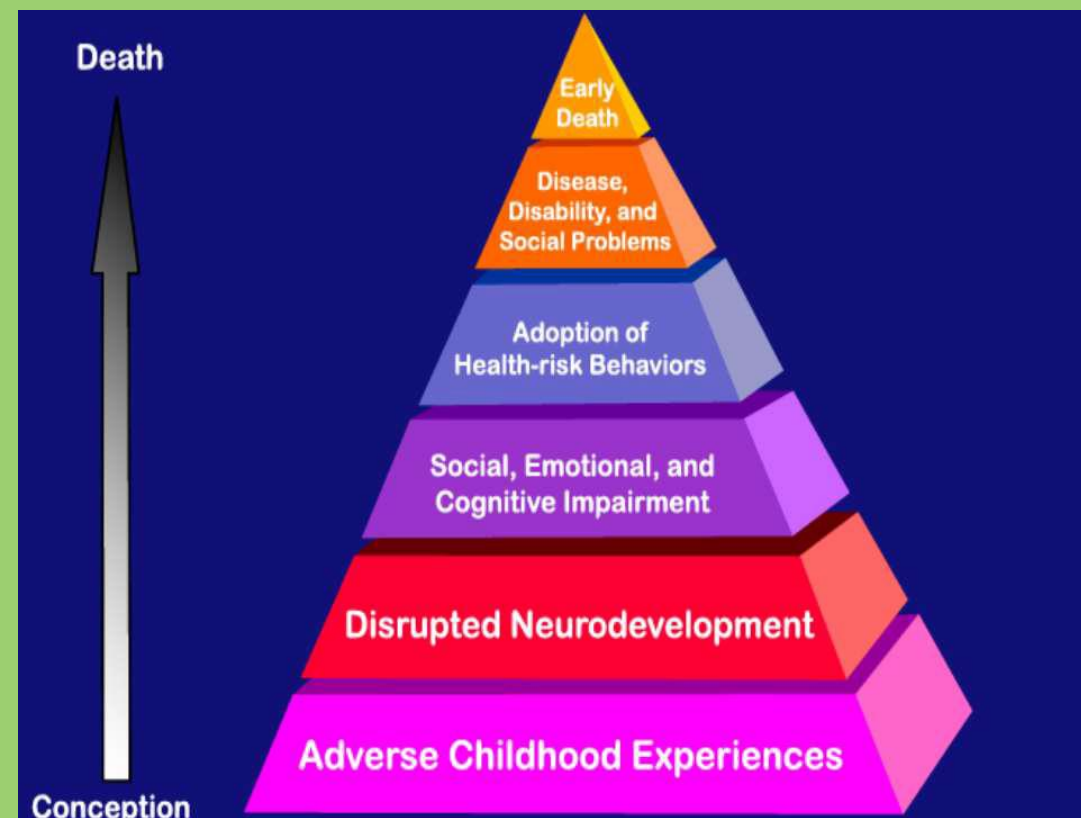 Death
Early
Death
Disease,
Disability, and
Social Problems
Adoption of
Health-risk Behaviors
Social, Emotional, and
Cognitive Impairment
Disrupted Neurodevelopment
Adverse Childhood Experiences
Conception